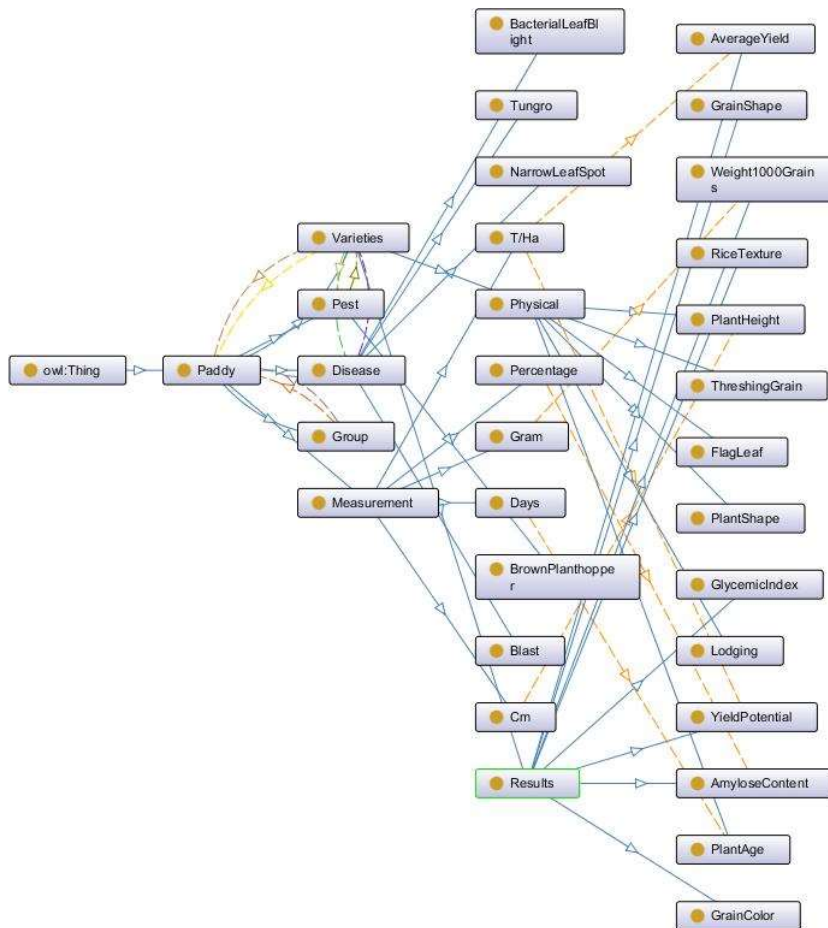 owl:Thing
Paddy
Varieties
Pest
Disease
Group
Measurement
BacterialLeafBl
ight
Tungro
NarrowLeafSpot
T/Ha
Physical
Percentage
Gram
Days
BrownPlanthoppe
r
Blast
Cm
Results
AverageYield
GrainShape
Weight1000Grain
s
RiceTexture
PlantHeight
ThreshingGrain
FlagLeaf
PlantShape
GlycemicIndex
Lodging
YieldPotential
AmyloseContent
PlantAge
GrainColor